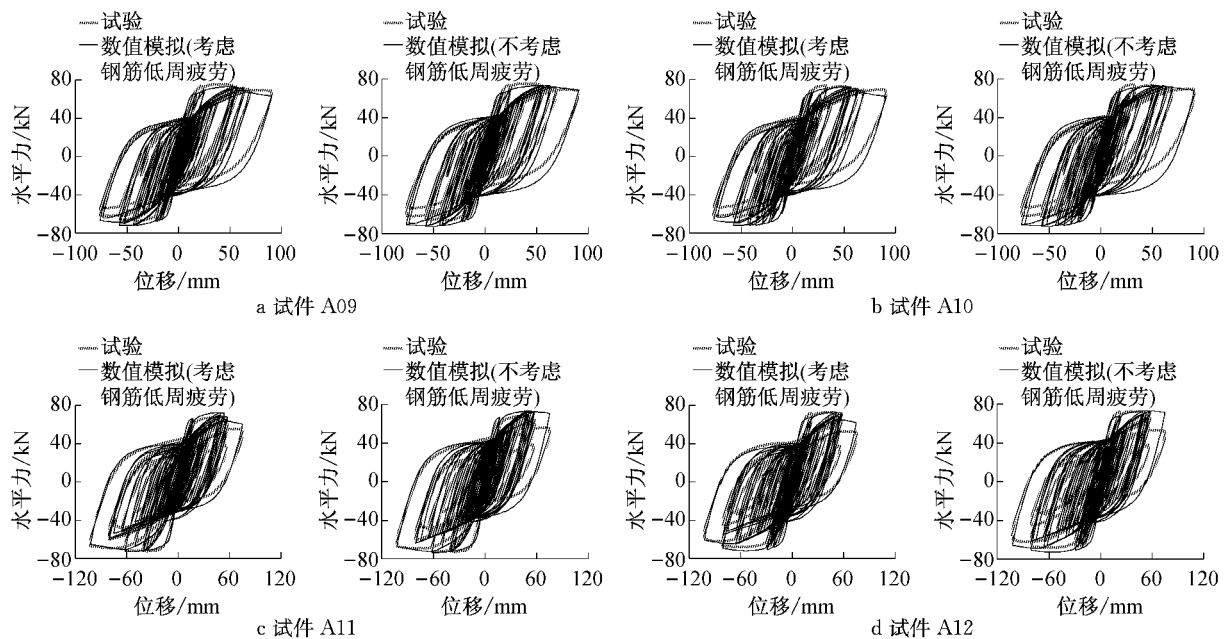 试验
数值模拟(考虑
钢筋低周疲劳)
80
40
0
−40
−80
−100
−50
0
50
100
水平力/kN
位移/mm
试验
数值模拟(不考虑
钢筋低周疲劳)
80
40
0
−40
−80
−100
−50
0
50
100
水平力/kN
位移/mm
a 试件 A09
试验
数值模拟(考虑
钢筋低周疲劳)
80
40
0
−40
−80
−100
−50
0
50
100
水平力/kN
位移/mm
试验
数值模拟(不考虑
钢筋低周疲劳)
80
40
0
−40
−80
−100
−50
0
50
100
水平力/kN
位移/mm
b 试件 A10
试验
数值模拟(考虑
钢筋低周疲劳)
80
40
0
−40
−80
−120
−60
0
60
120
水平力/kN
位移/mm
试验
数值模拟(不考虑
钢筋低周疲劳)
80
40
0
−40
−80
−120
−60
0
60
120
水平力/kN
位移/mm
c 试件 A11
试验
数值模拟(考虑
钢筋低周疲劳)
80
40
0
−40
−80
−120
−60
0
60
120
水平力/kN
位移/mm
试验
数值模拟(不考虑
钢筋低周疲劳)
80
40
0
−40
−80
−120
−60
0
60
120
水平力/kN
位移/mm
d 试件 A12